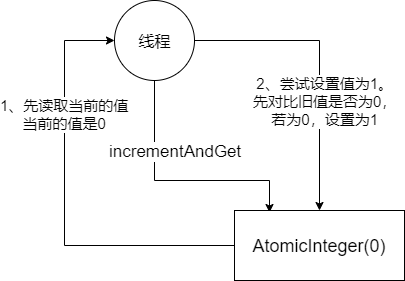 线程
1、先读取当前的值
当前的值是0
2、尝试设置值为1。
先对比旧值是否为0，
若为0，设置为1
incrementAndGet
AtomicInteger(0)